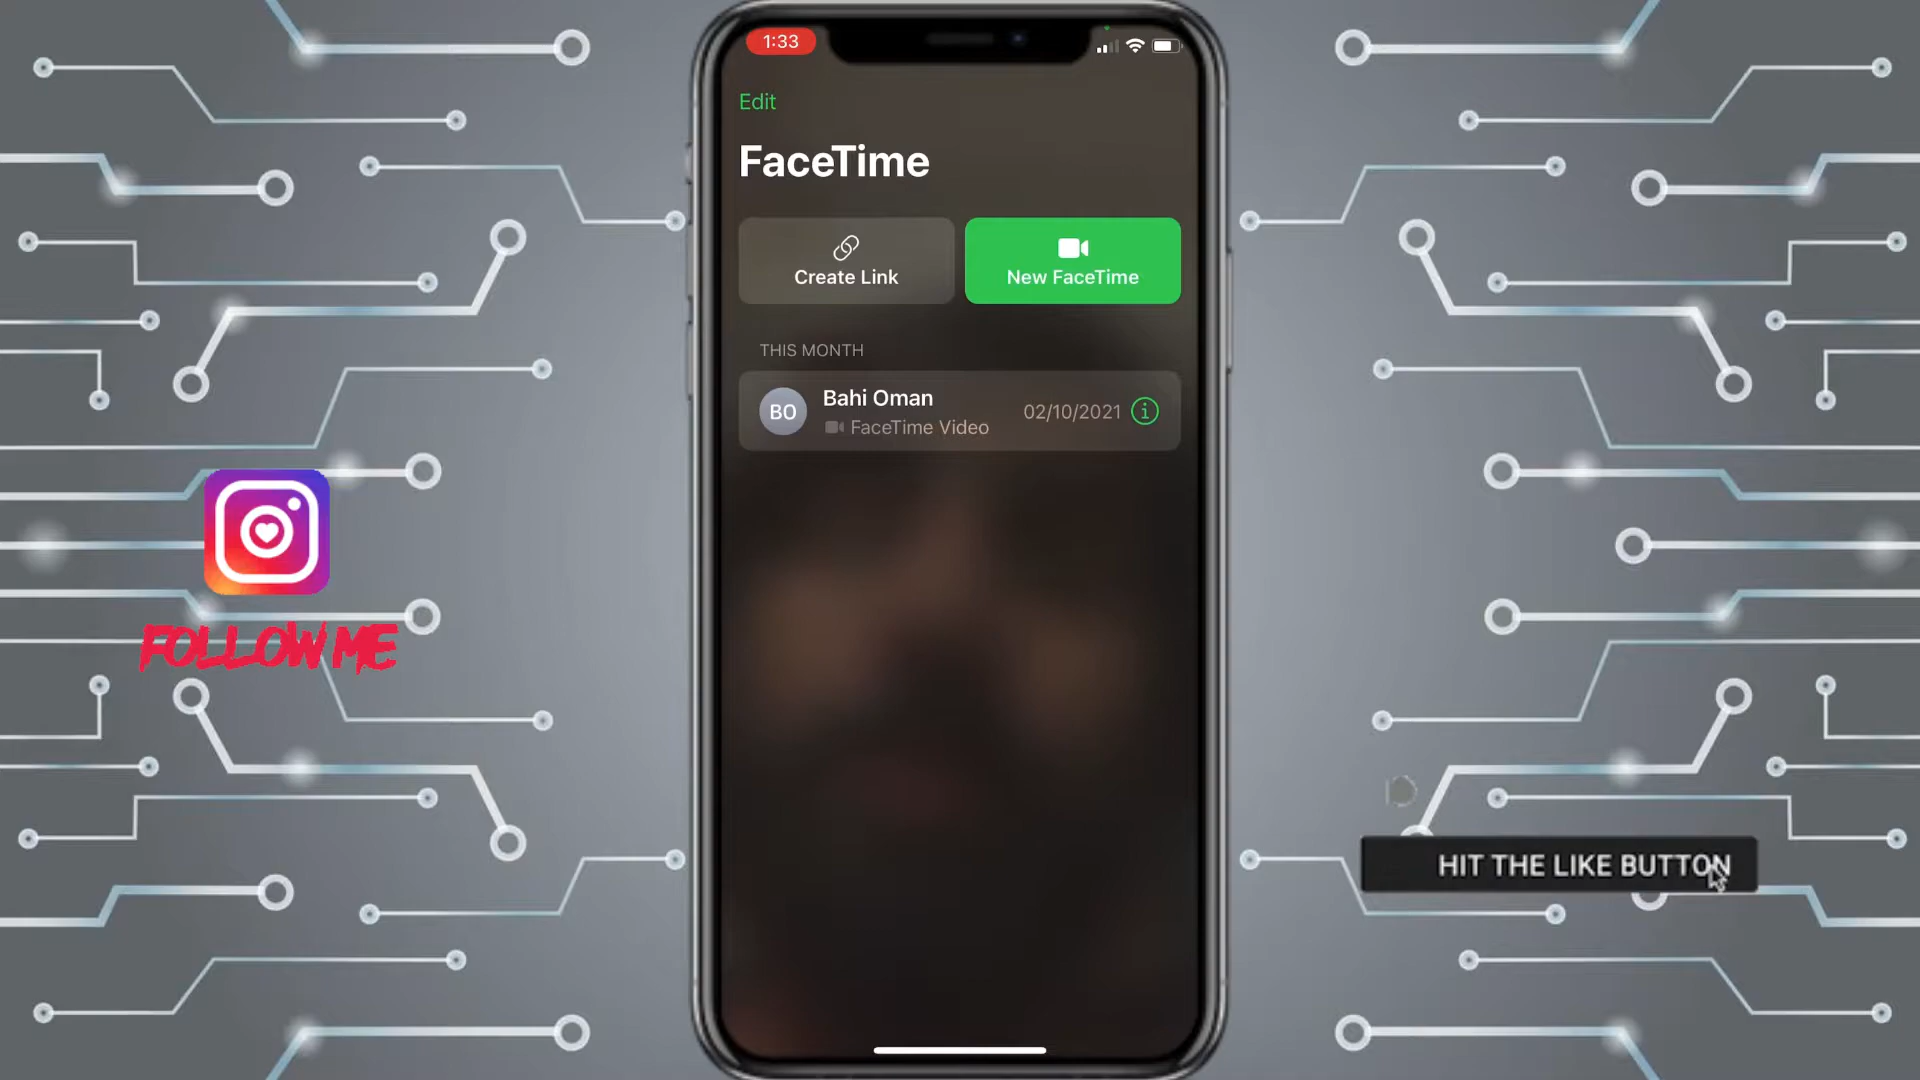 1:33
Edit
FaceTime
Create Link
New FaceTime
THIS MONTH
BO
Bahi Oman
FaceTime Video
02/10/2021
FOLLOW ME
HIT THE LIKE BUTTON